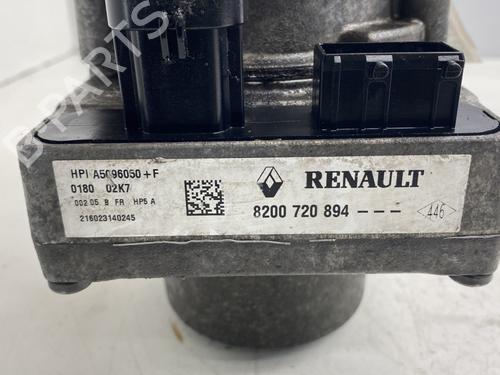 B-PARTS
HPI A5096050+F
0180 02K7
002 05 B FR HP5 A
216023140245
RENAULT
8200 720 894 ---
446